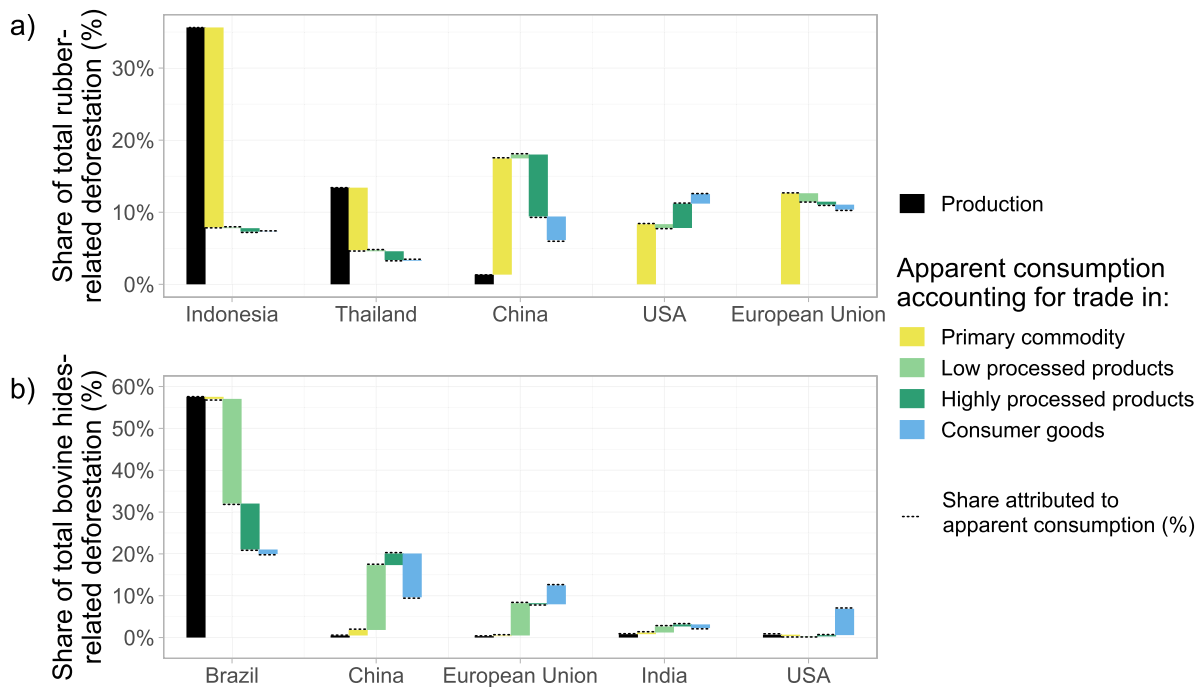 a)
Share of total rubber-
related deforestation (%)
30%
20%
10%
0%
Indonesia
Thailand
China
USA
European Union
b)
Share of total bovine hides-
related deforestation (%)
60%
50%
40%
30%
20%
10%
0%
Brazil
China
European Union
India
USA
Production
Apparent consumption
accounting for trade in:
Primary commodity
Low processed products
Highly processed products
Consumer goods
Share attributed to
apparent consumption (%)